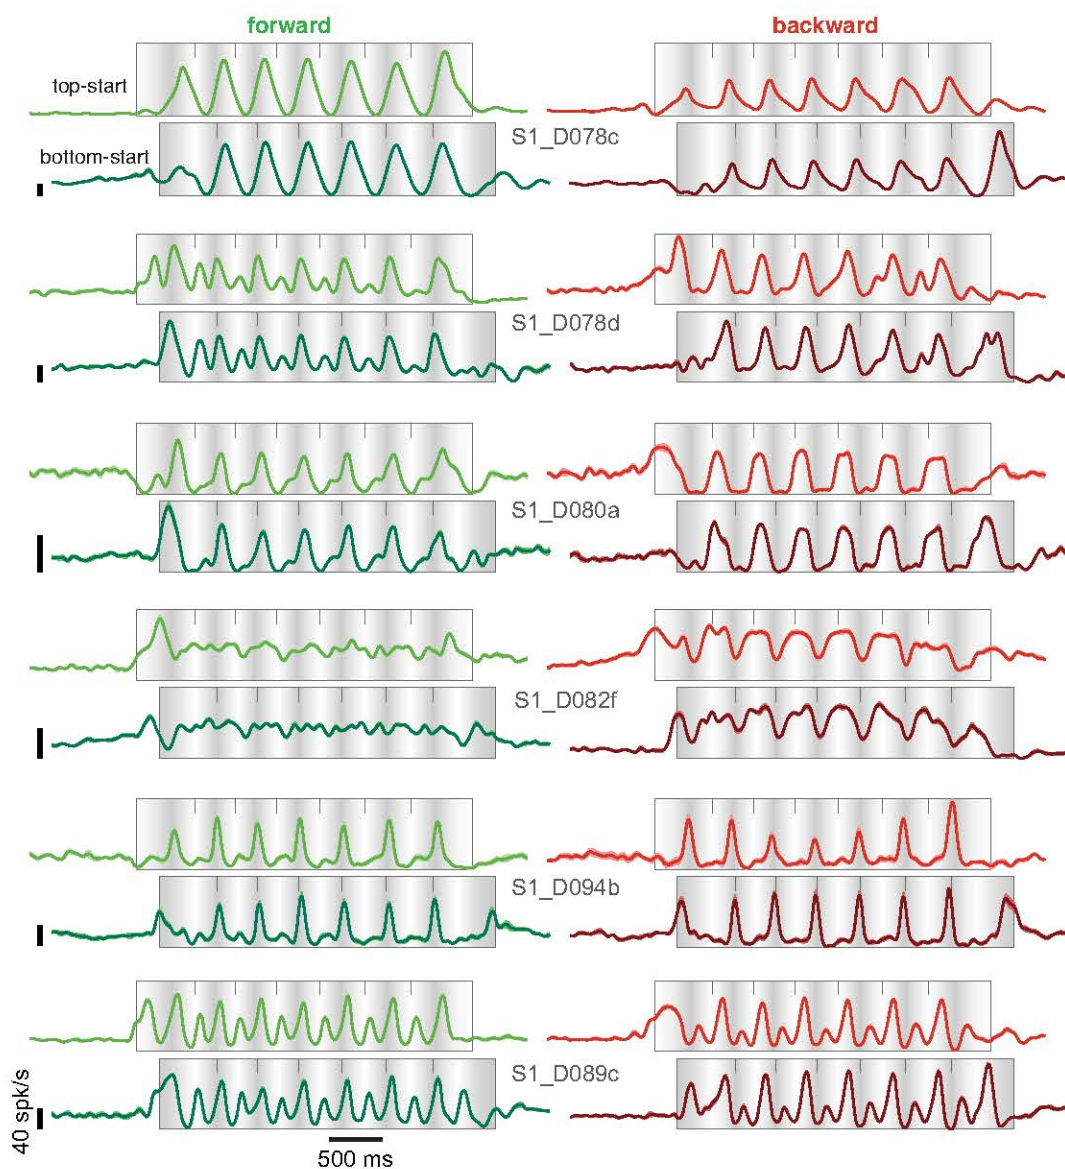 forward
backward
top-start
bottom-start
S1_D078c
S1_D078d
S1_D080a
S1_D082f
S1_D094b
S1_D089c
40 spk/s
500 ms